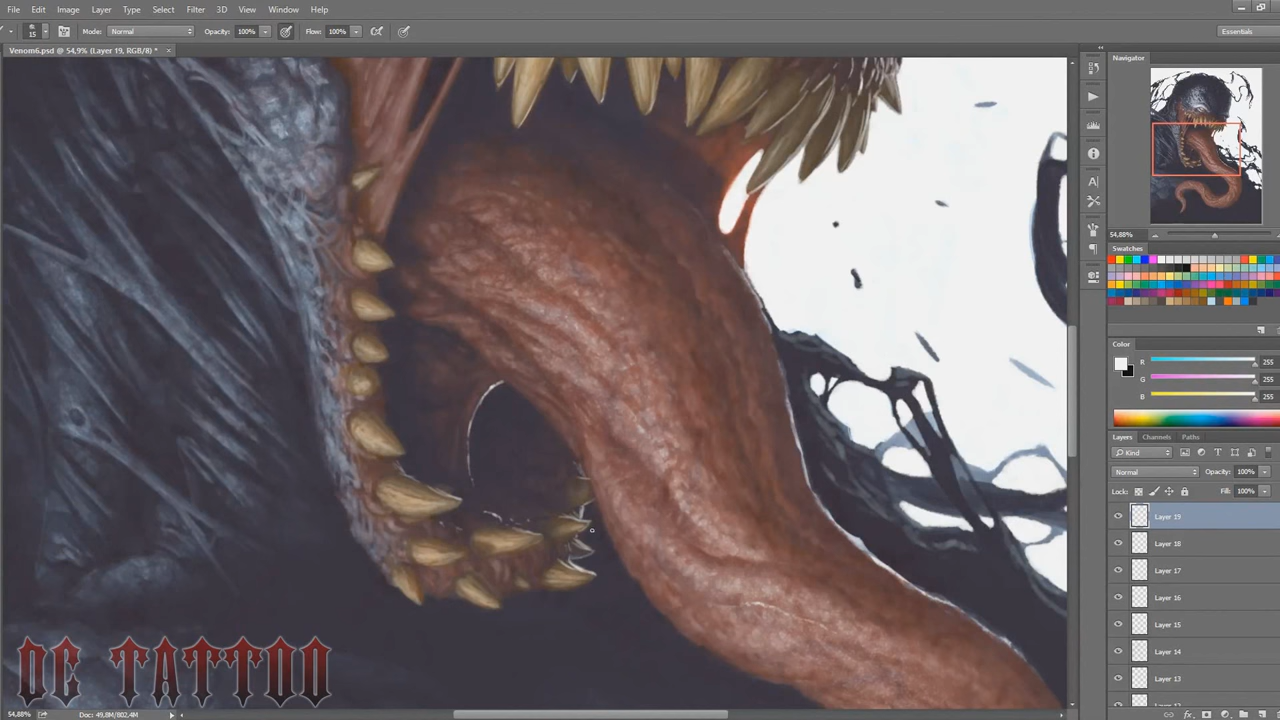 File Edit Image Layer Type Select Filter 3D View Window Help
15 Mode: Normal Opacity: 100% Flow: 100% Essentials
Venom6.psd @ 54,9% (Layer 19, RGB/8) * ×
Navigator
54,88%
Swatches
Color
R 255
G 255
B 255
Layers Channels Paths
Kind
Normal Opacity: 100%
Lock: Fill: 100%
Layer 19
Layer 18
Layer 17
Layer 16
Layer 15
Layer 14
Layer 13
DC TATTOO
54,88% Doc: 49,8M/802,4M